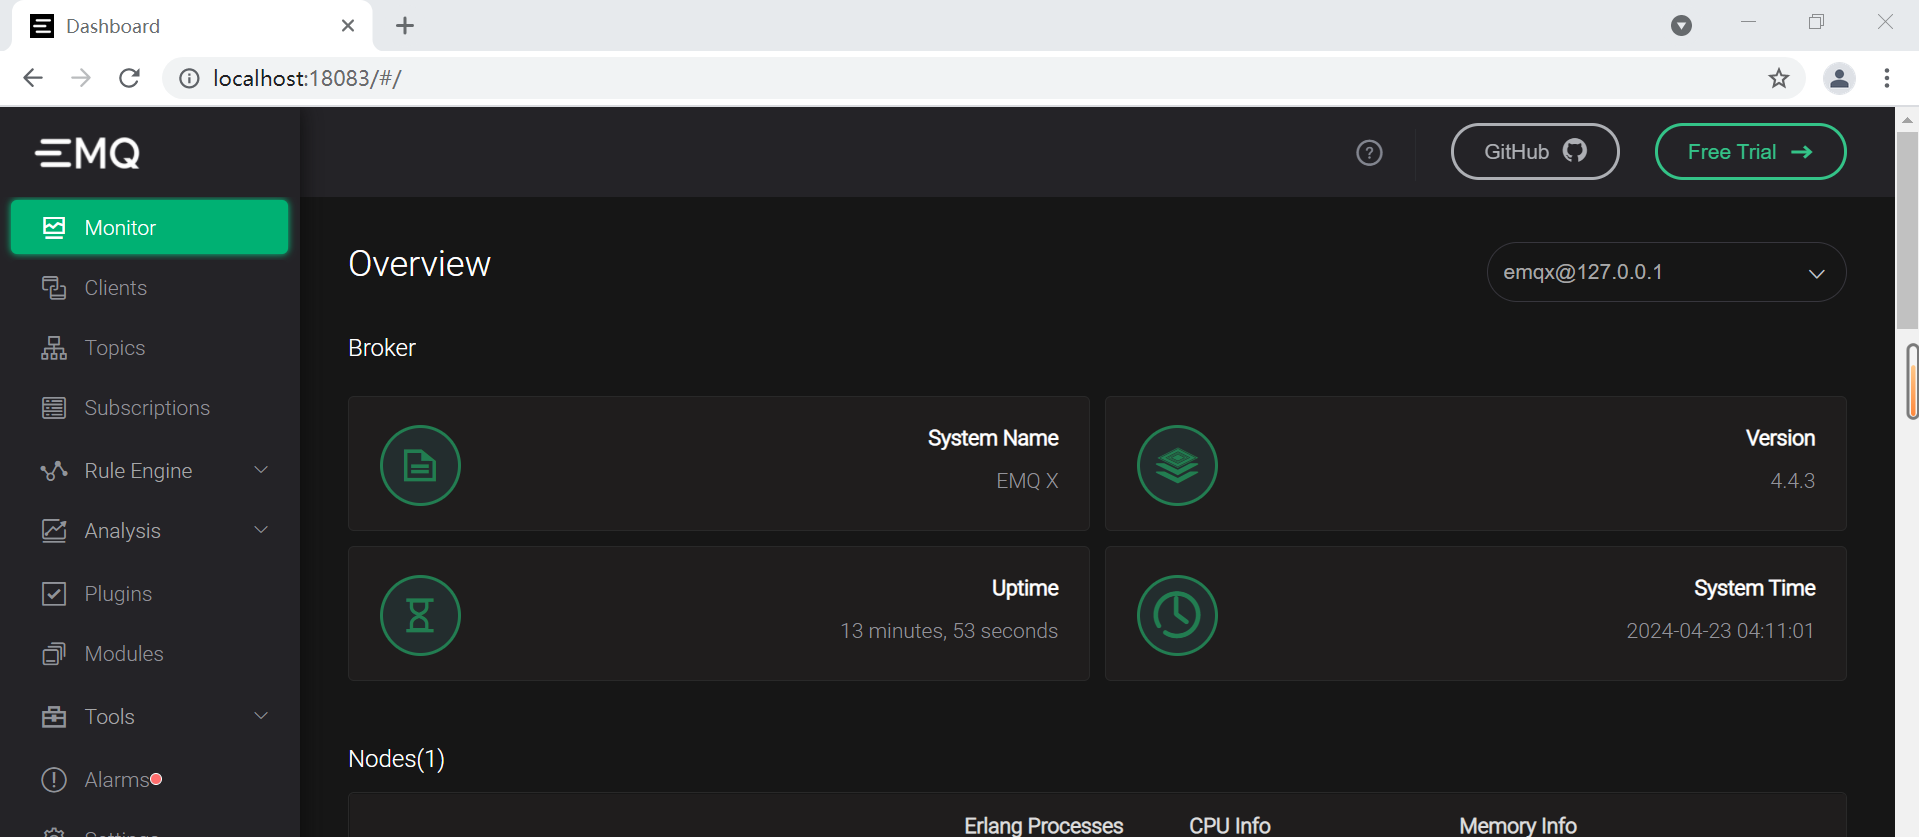 Dashboard
localhost:18083/#/
EMQ
GitHub
Free Trial
Monitor
Clients
Topics
Subscriptions
Rule Engine
Analysis
Plugins
Modules
Tools
Alarms
Settings
Overview
emqx@127.0.0.1
Broker
System Name
EMQ X
Version
4.4.3
Uptime
13 minutes, 53 seconds
System Time
2024-04-23 04:11:01
Nodes(1)
Erlang Processes CPU Info Memory Info